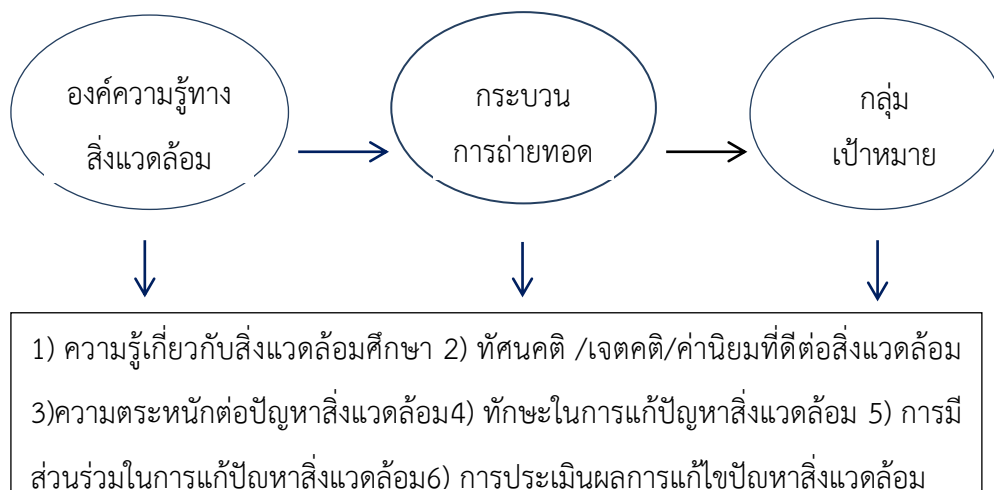 องค์ความรู้ทาง
สิ่งแวดล้อม
กระบวน
การถ่ายทอด
กลุ่ม
เป้าหมาย
1) ความรู้เกี่ยวกับสิ่งแวดล้อมศึกษา 2) ทัศนคติ /เจตคติ/ค่านิยมที่ดีต่อสิ่งแวดล้อม
3)ความตระหนักต่อปัญหาสิ่งแวดล้อม4) ทักษะในการแก้ปัญหาสิ่งแวดล้อม 5) การมี
ส่วนร่วมในการแก้ปัญหาสิ่งแวดล้อม6) การประเมินผลการแก้ไขปัญหาสิ่งแวดล้อม